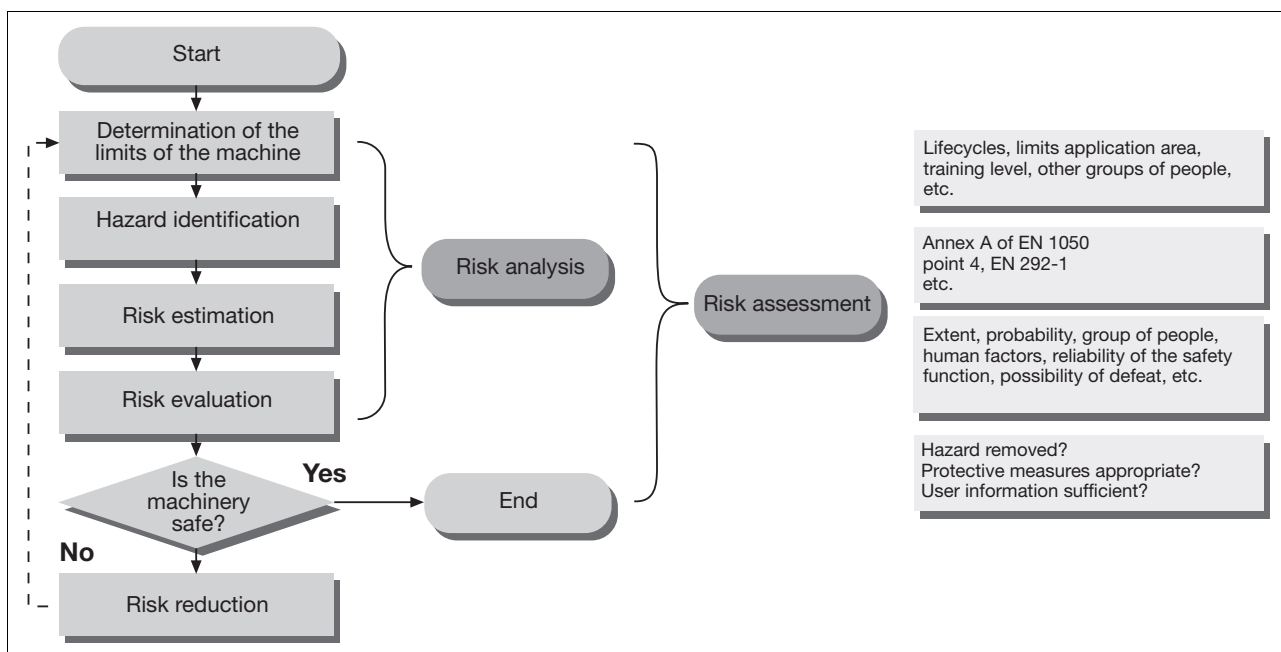 Start
Determination of the
limits of the machine
Hazard identification
Risk estimation
Risk evaluation
Is the
machinery
safe?
Yes
No
End
Risk reduction
Risk analysis
Risk assessment
Lifecycles, limits application area,
training level, other groups of people,
etc.
Annex A of EN 1050
point 4, EN 292-1
etc.
Extent, probability, group of people,
human factors, reliability of the safety
function, possibility of defeat, etc.
Hazard removed?
Protective measures appropriate?
User information sufficient?